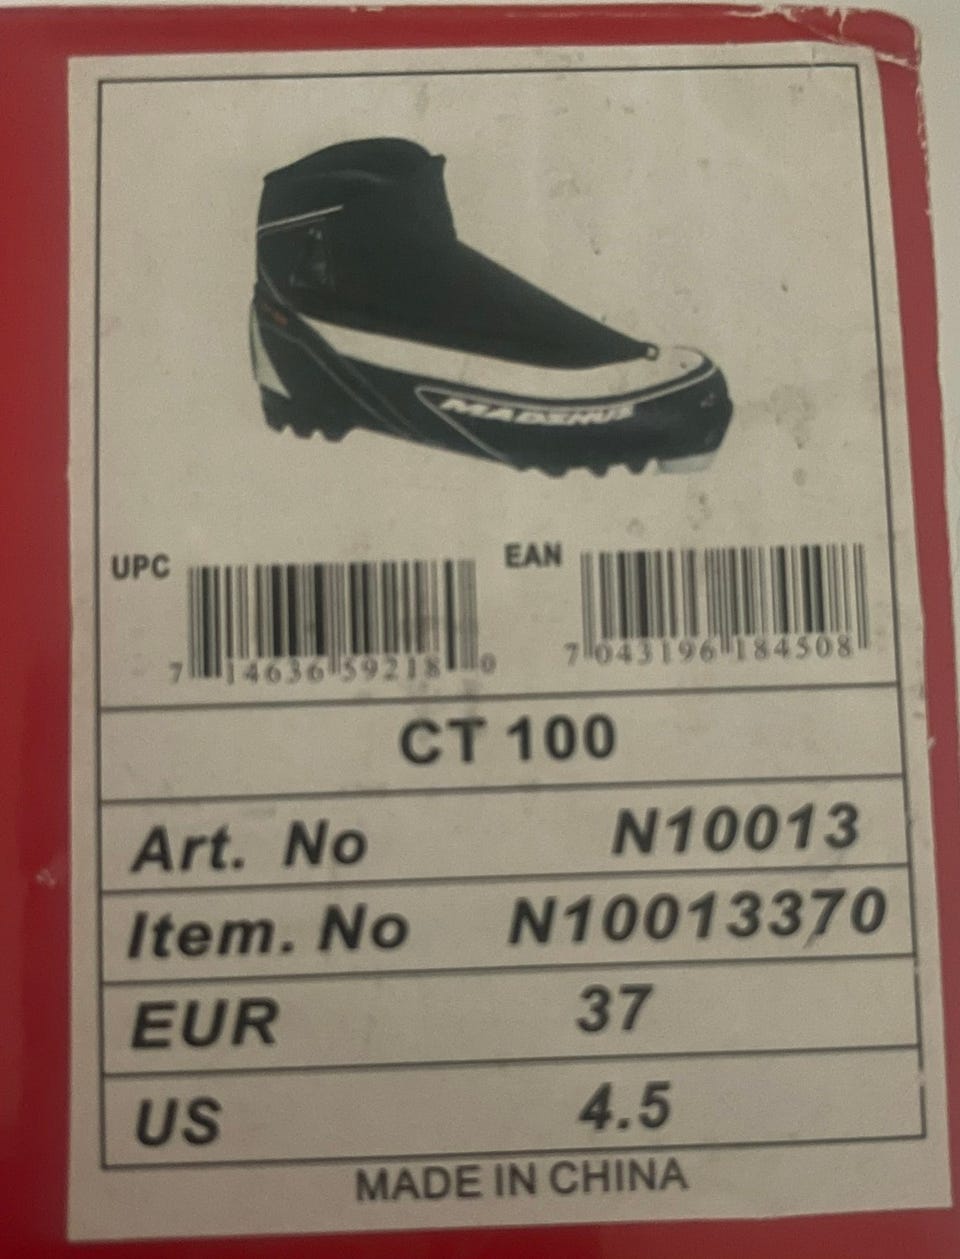 MADSHUS
UPC
EAN
7 14636 59218 0
7 043196 184508
CT 100
Art. No N10013
Item. No N10013370
EUR 37
US 4.5
MADE IN CHINA